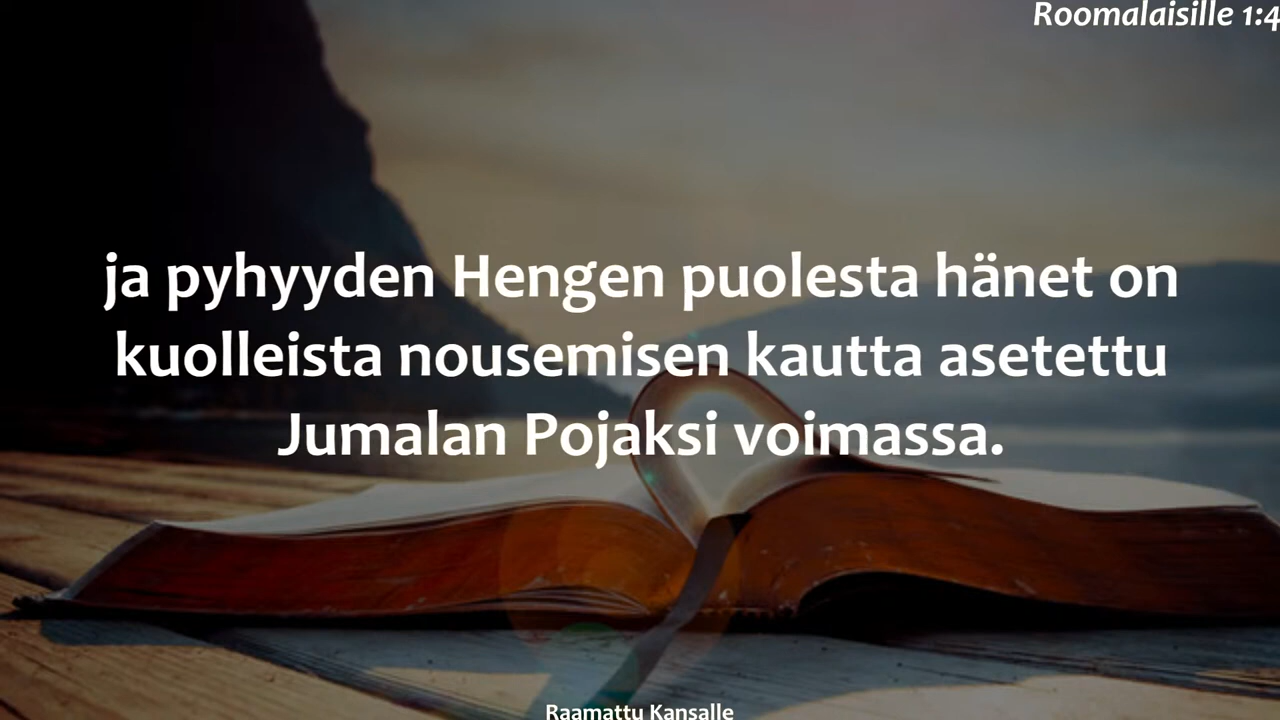 Roomalaisille 1:4
ja pyhyyden Hengen puolesta hänet on
kuolleista nousemisen kautta asetettu
Jumalan Pojaksi voimassa.
Raamattu Kansalle